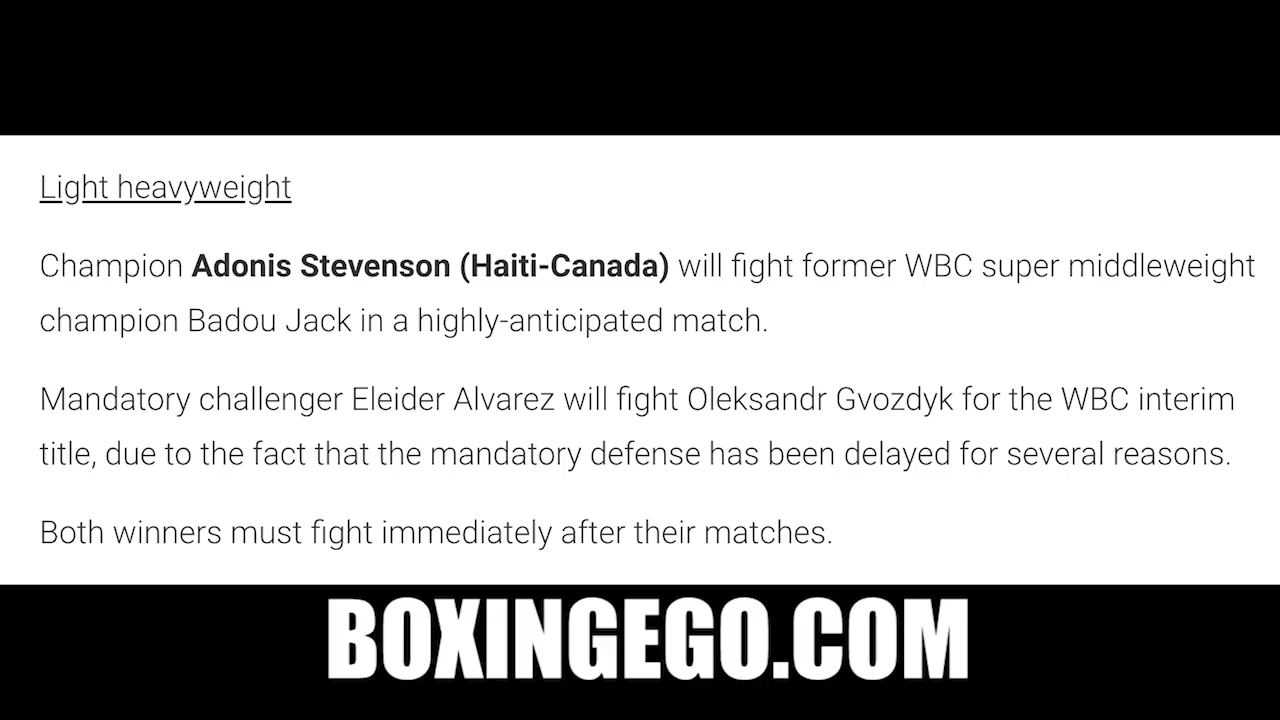 Light heavyweight
Champion Adonis Stevenson (Haiti-Canada) will fight former WBC super middleweight
champion Badou Jack in a highly-anticipated match.
Mandatory challenger Eleider Alvarez will fight Oleksandr Gvozdyk for the WBC interim
title, due to the fact that the mandatory defense has been delayed for several reasons.
Both winners must fight immediately after their matches.
BOXINGEGO.COM